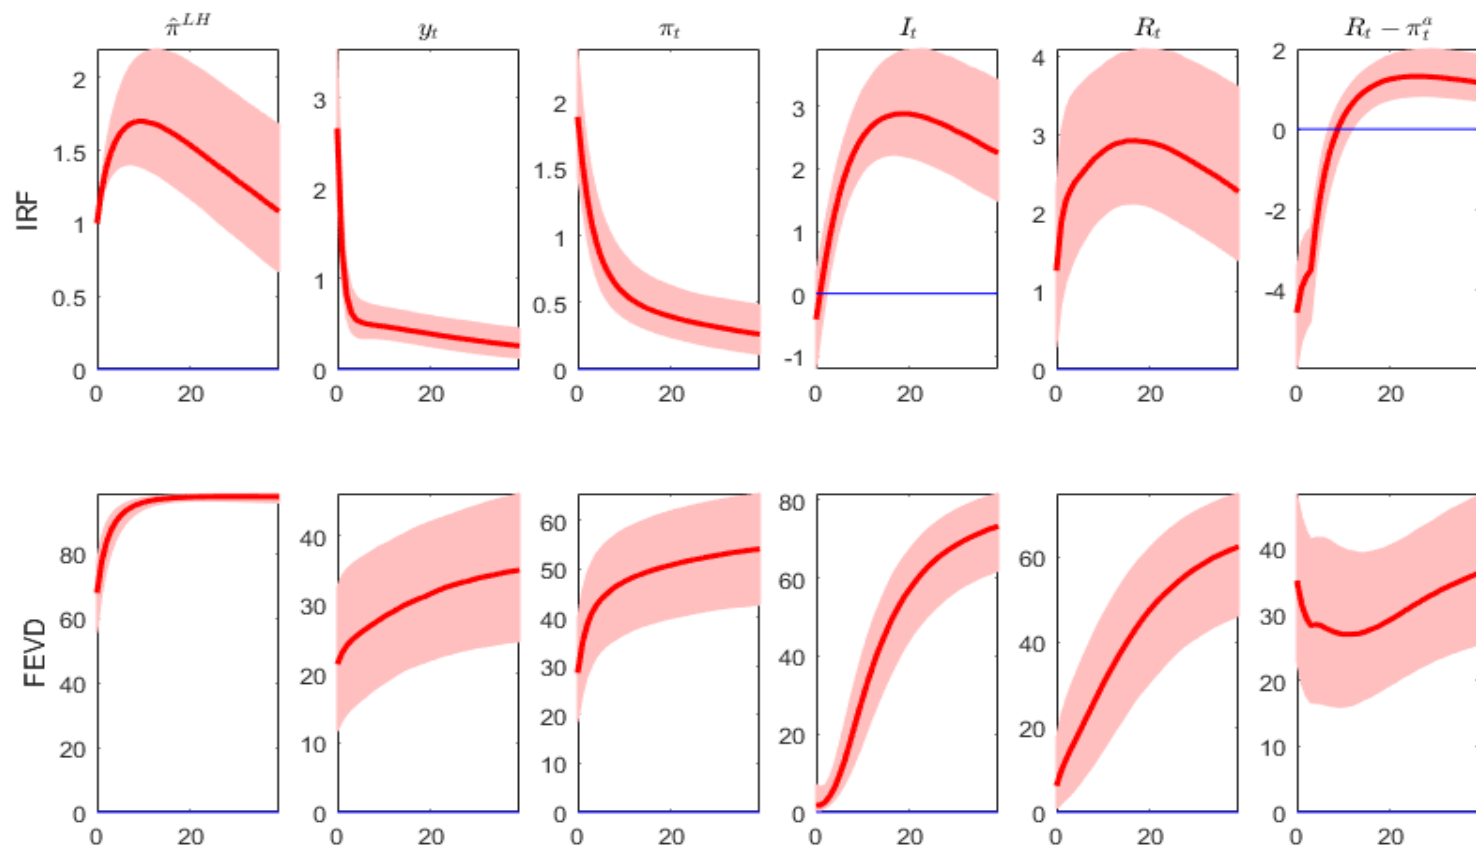 π̂^{LH} y_t π_t I_t R_t R_t − π_t^a
IRF
2 1.5 1 0.5 0
3 2 1 0
2 1.5 1 0.5 0
3 2 1 0 -1
4 3 2 1 0
2 0 -2 -4
0 20 0 20 0 20 0 20 0 20 0 20
FEVD
80 60 40 20 0
40 30 20 10 0
60 50 40 30 20 10 0
80 60 40 20 0
60 40 20 0
40 30 20 10 0
0 20 0 20 0 20 0 20 0 20 0 20